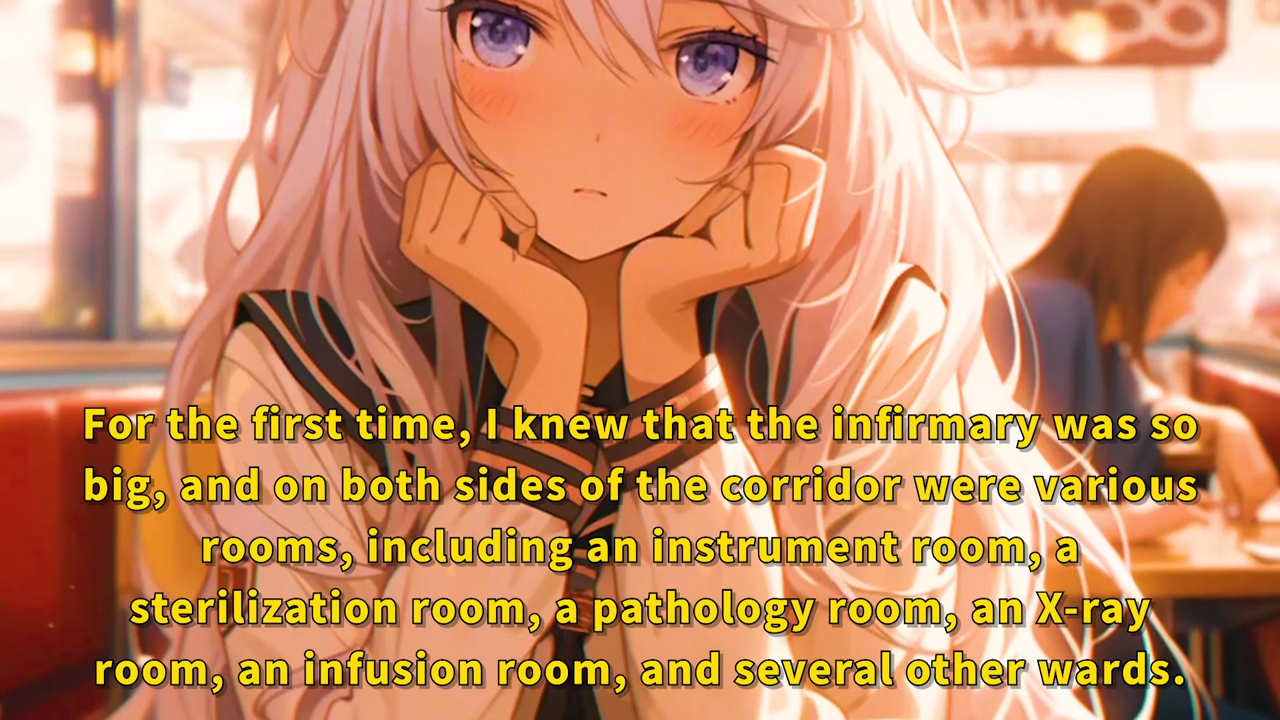 For the first time, I knew that the infirmary was so
big, and on both sides of the corridor were various
rooms, including an instrument room, a
sterilization room, a pathology room, an X-ray
room, an infusion room, and several other wards.